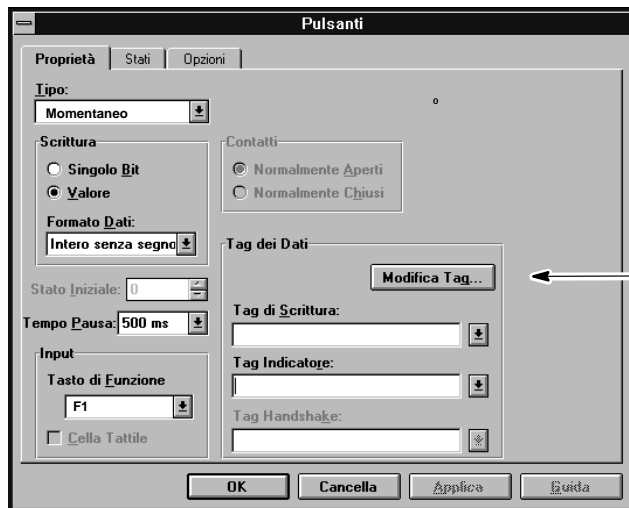 Pulsanti
Proprietà Stati Opzioni
Tipo:
Momentaneo
Scrittura
Singolo Bit
Valore
Formato Dati:
Intero senza segno
Contatti
Normalmente Aperti
Normalmente Chiusi
Stato Iniziale: 0
Tempo Pausa: 500 ms
Input
Tasto di Funzione
F1
Cella Tattile
Tag dei Dati
Modifica Tag...
Tag di Scrittura:
Tag Indicatore:
Tag Handshake:
OK Cancella Applica Guida